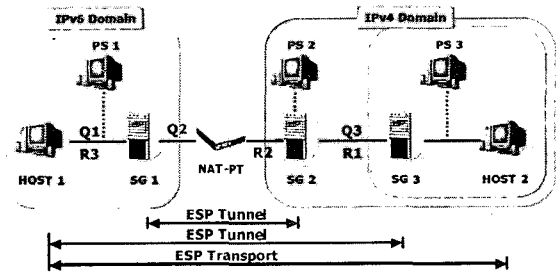 IPv6 Domain
IPv4 Domain
PS 1
PS 2
PS 3
Q1
Q2
Q3
R3
R2
R1
NAT-PT
HOST 1
SG 1
SG 2
SG 3
HOST 2
ESP Tunnel
ESP Tunnel
ESP Transport